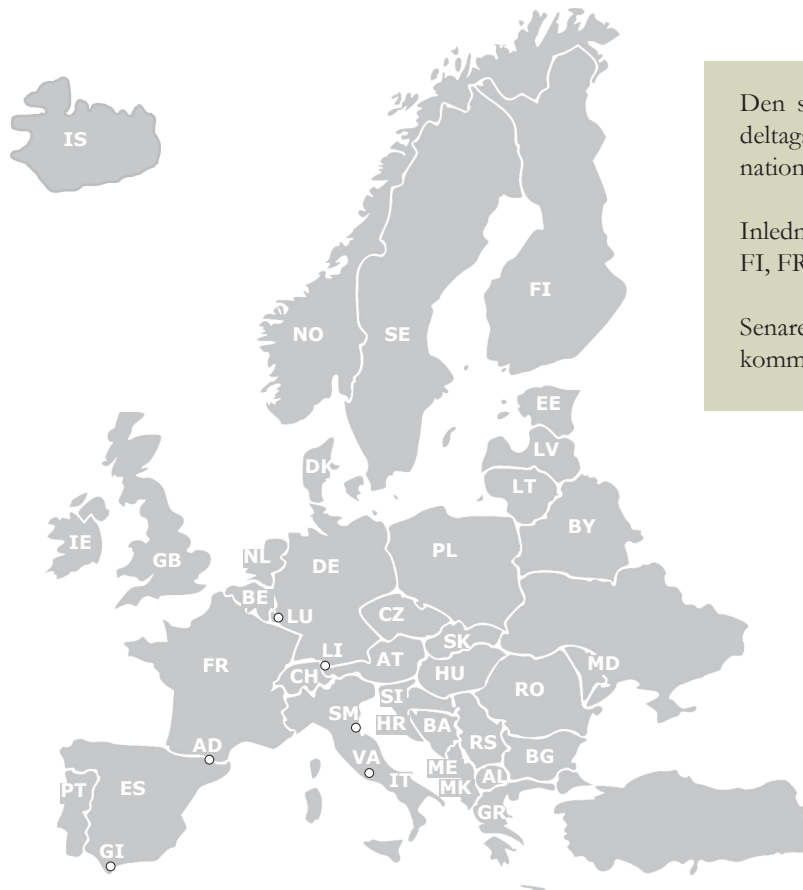 IS
Den s
deltag
nation
Inledn
FI, FR
Senare
komm
FI
NO
SE
EE
LV
LT
DK
BY
IE
GB
NL
DE
PL
BE
LU
CZ
SK
LI
AT
MD
FR
CH
HU
RO
SI
SM
HR
BA
RS
AD
VA
BG
ME
IT
AL
MK
PT
ES
GR
GI